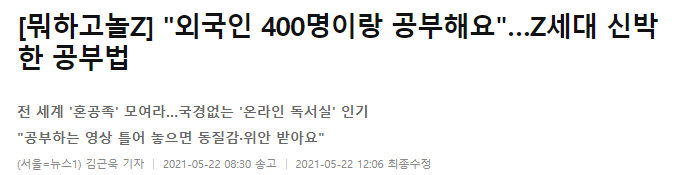 [뭐하고놀Z] "외국인 400명이랑 공부해요"…Z세대 신박
한 공부법
전 세계 '혼공족' 모여라…국경없는 '온라인 독서실' 인기
"공부하는 영상 틀어 놓으면 동질감·위안 받아요"
(서울=뉴스1) 김근욱 기자 | 2021-05-22 08:30 송고 | 2021-05-22 12:06 최종수정